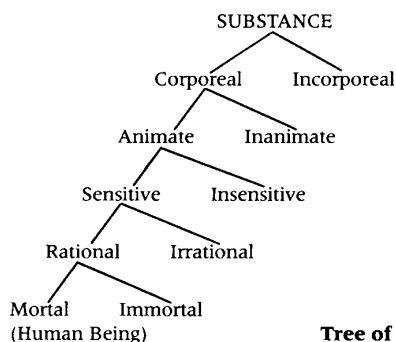 SUBSTANCE
Corporeal Incorporeal
Animate Inanimate
Sensitive Insensitive
Rational Irrational
Mortal Immortal
(Human Being) Tree of